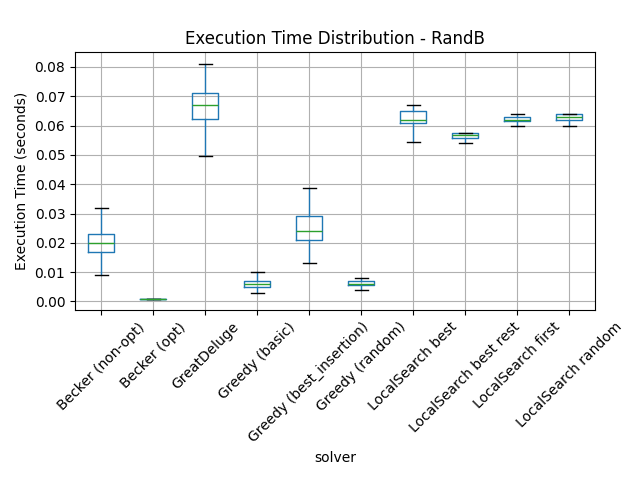 Execution Time Distribution - RandB
Execution Time (seconds)
0.08
0.07
0.06
0.05
0.04
0.03
0.02
0.01
0.00
Becker (non-opt)
Becker (opt)
GreatDeluge
Greedy (basic)
Greedy (best_insertion)
Greedy (random)
LocalSearch best
LocalSearch best rest
LocalSearch first
LocalSearch random
solver